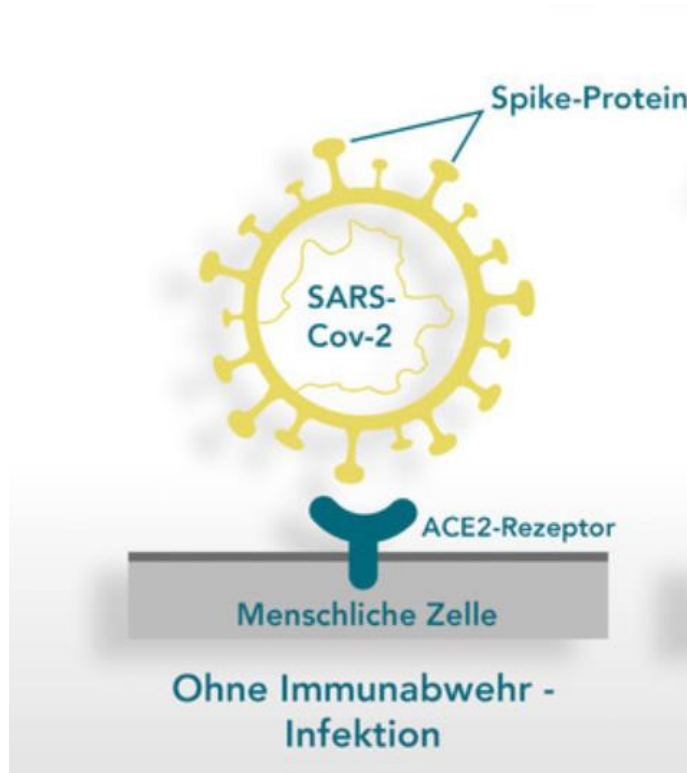 Spike-Protein
SARS-
Cov-2
ACE2-Rezeptor
Menschliche Zelle
Ohne Immunabwehr -
Infektion